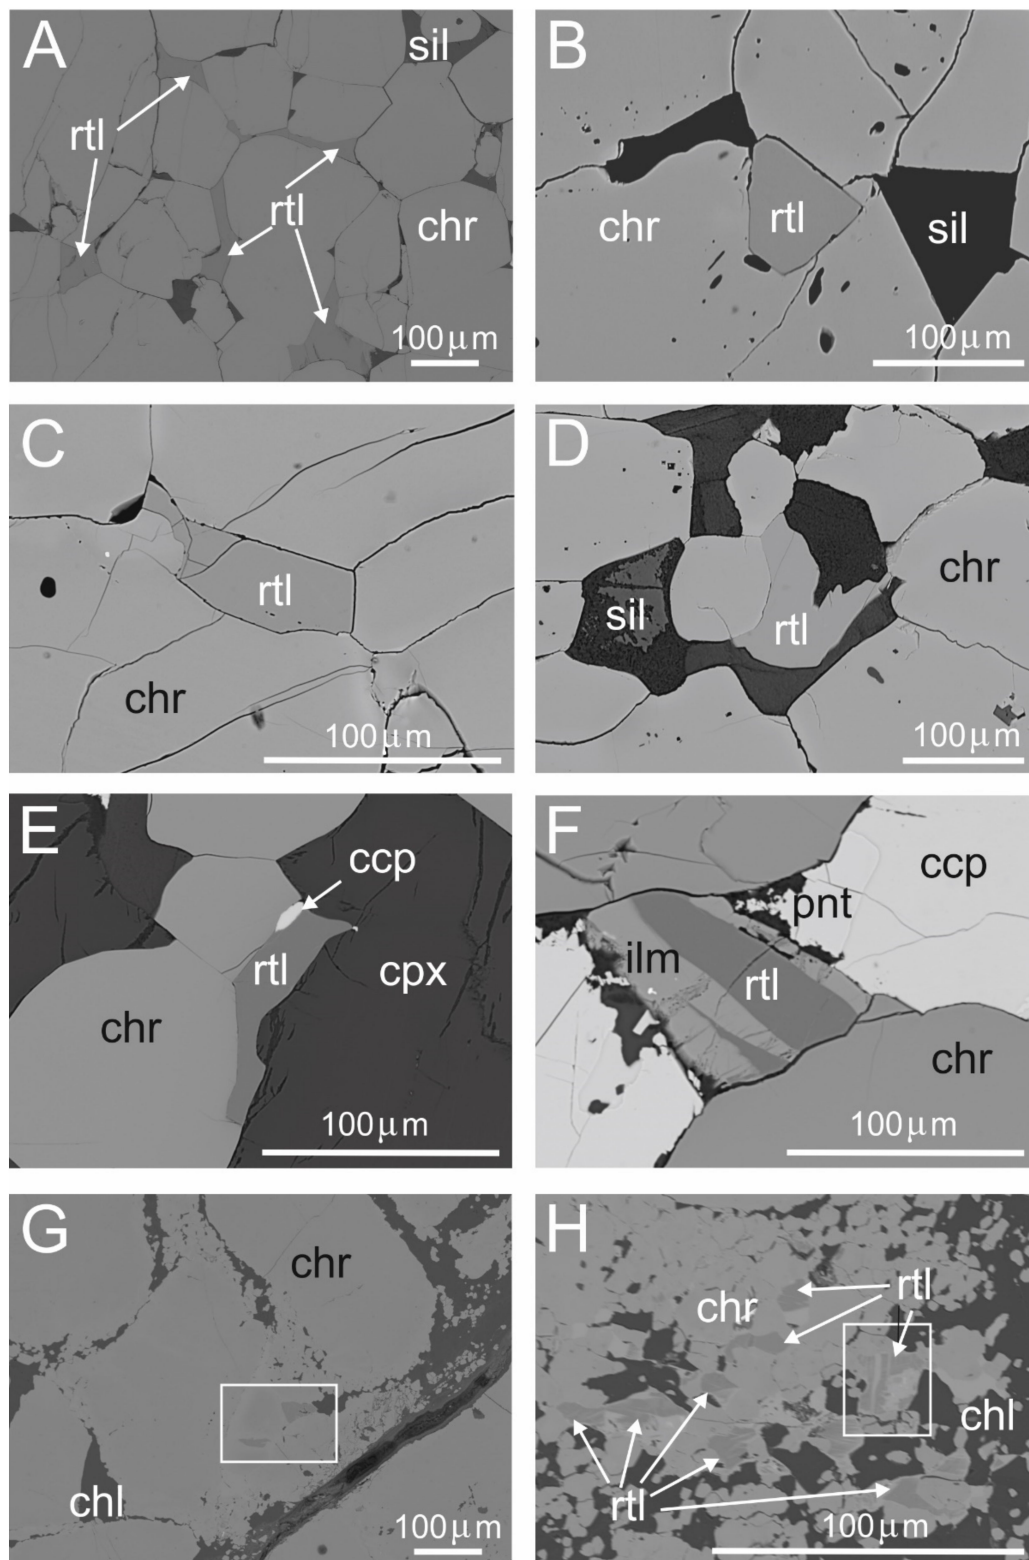 A
sil
rtl
rtl
chr
100µm
B
chr
rtl
sil
100µm
C
rtl
chr
100µm
D
chr
sil
rtl
100µm
E
ccp
rtl
cpx
chr
100µm
F
ccp
pnt
ilm
rtl
chr
100µm
G
chr
chl
100µm
H
rtl
chr
chl
rtl
100µm